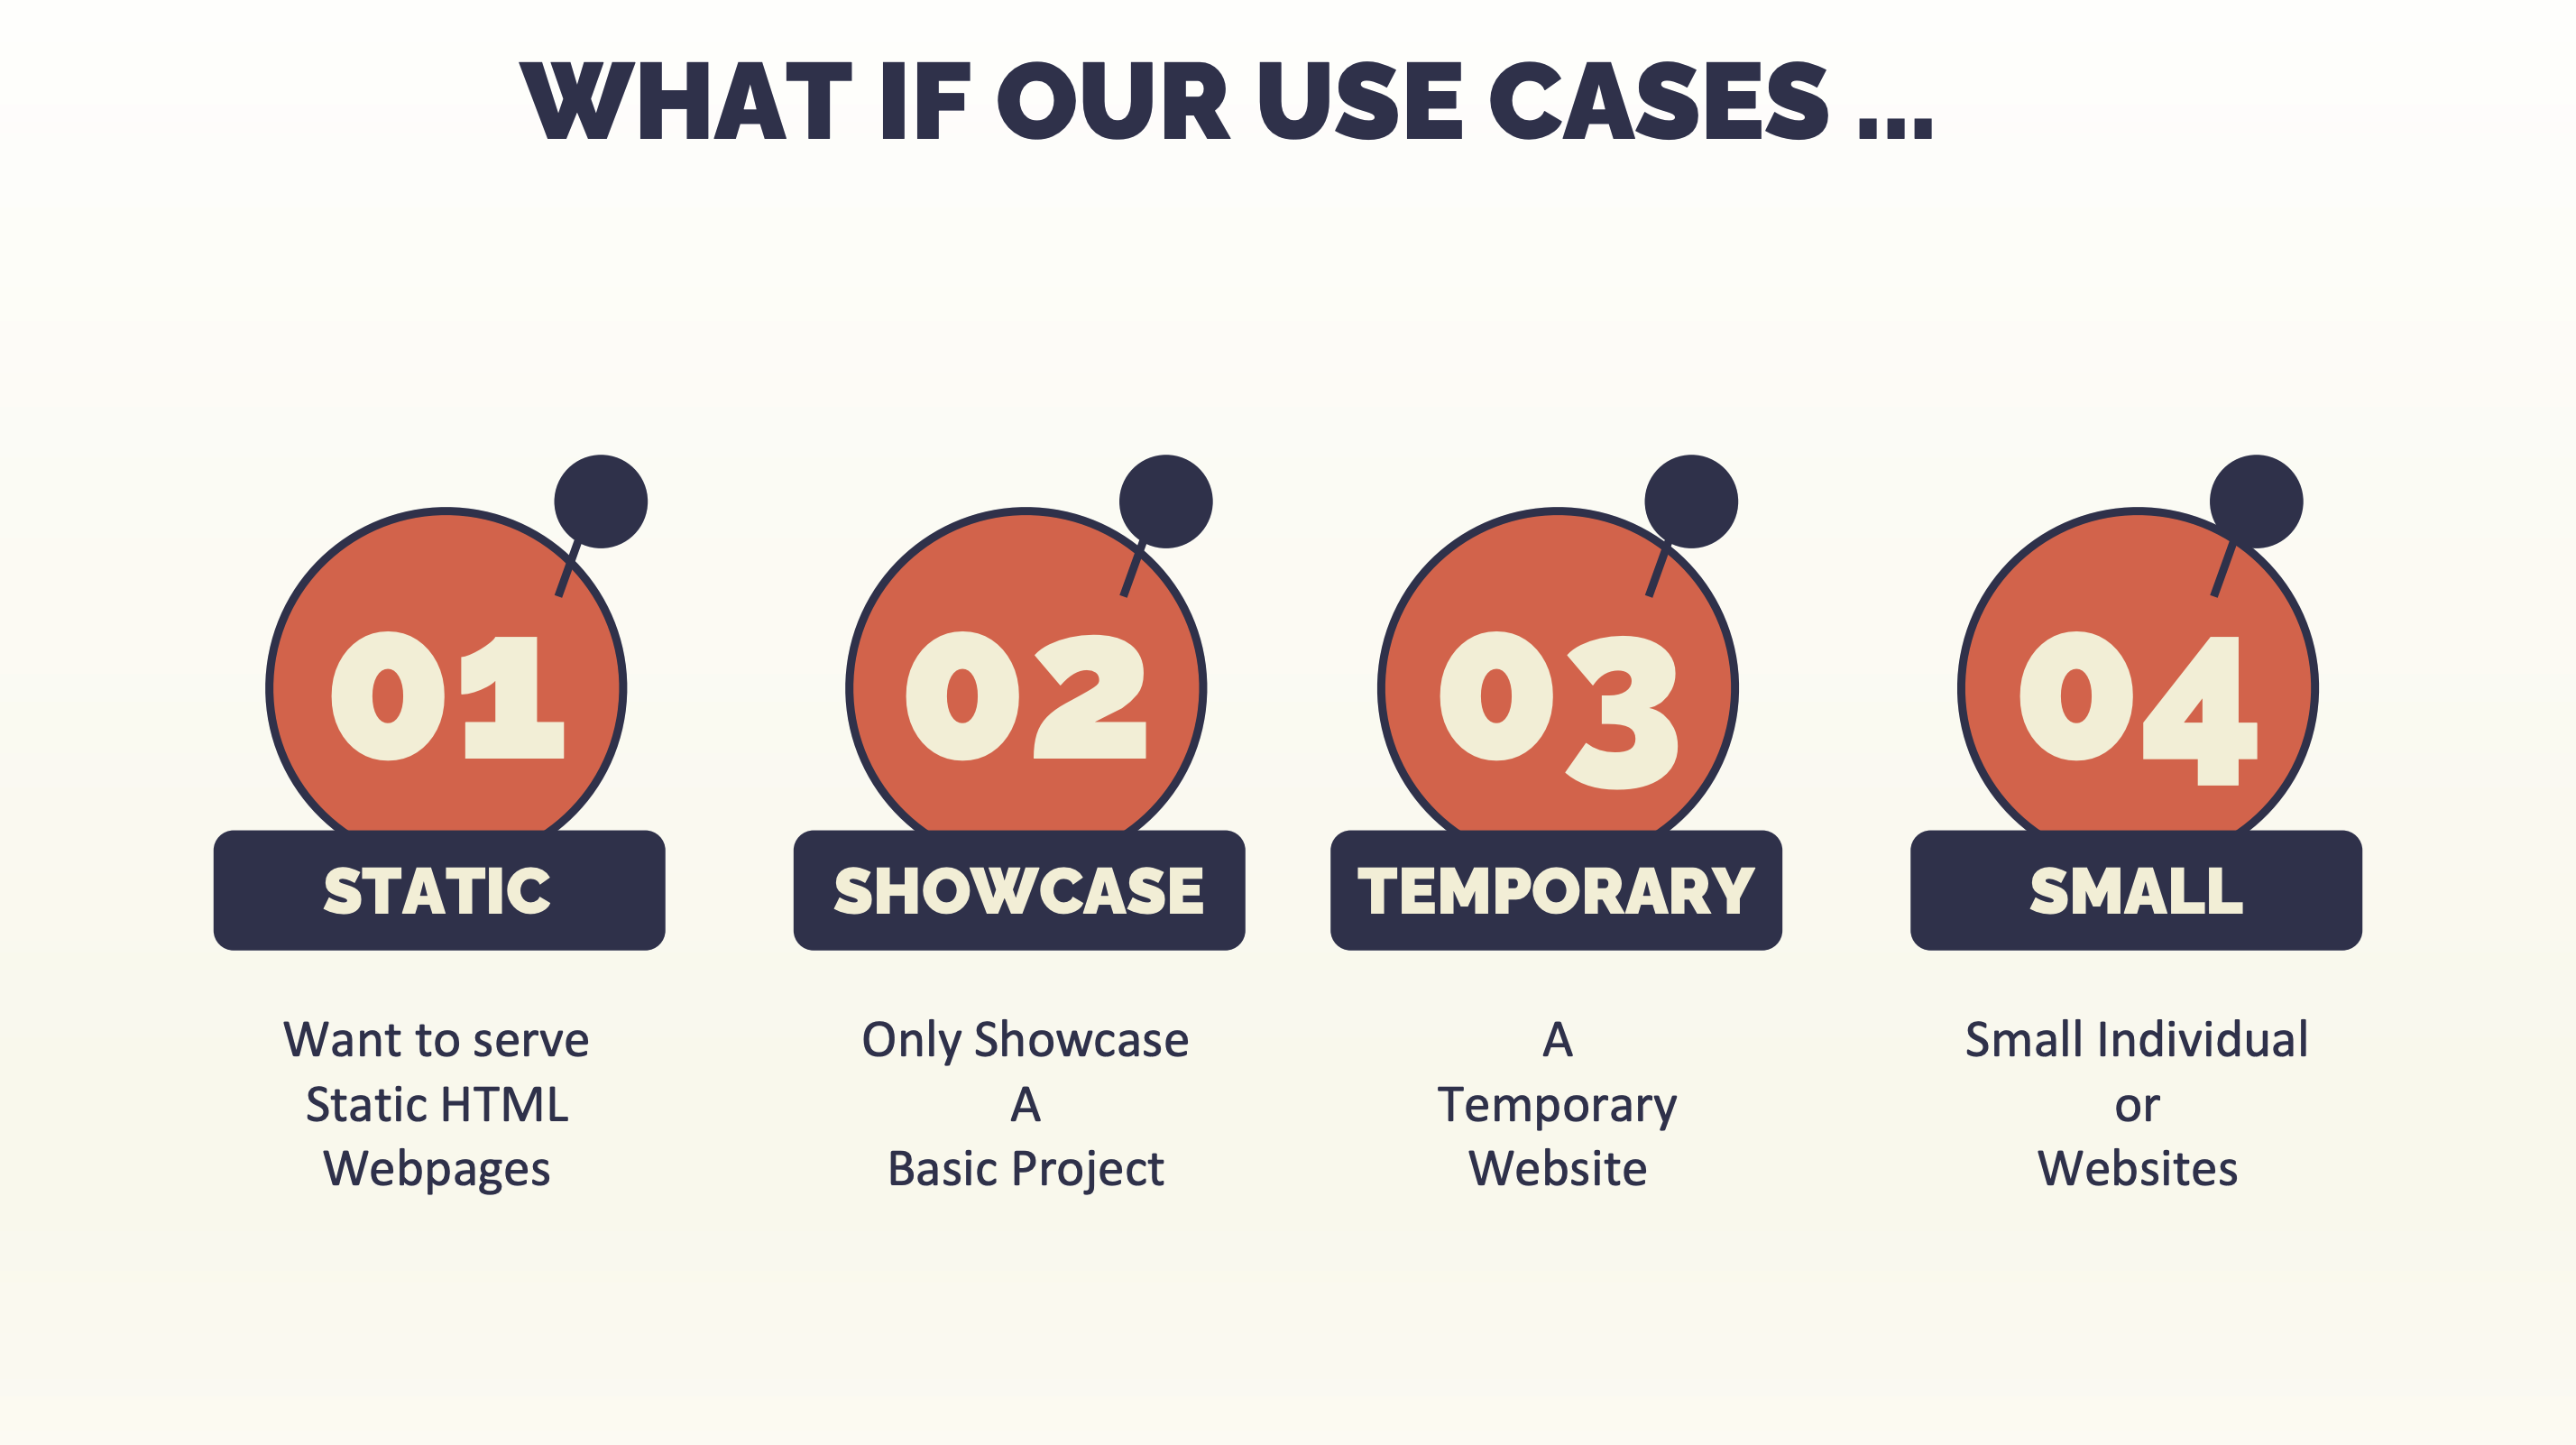 WHAT IF OUR USE CASES ...
01
STATIC
Want to serve
Static HTML
Webpages
02
SHOWCASE
Only Showcase
A
Basic Project
03
TEMPORARY
A
Temporary
Website
04
SMALL
Small Individual
or
Websites